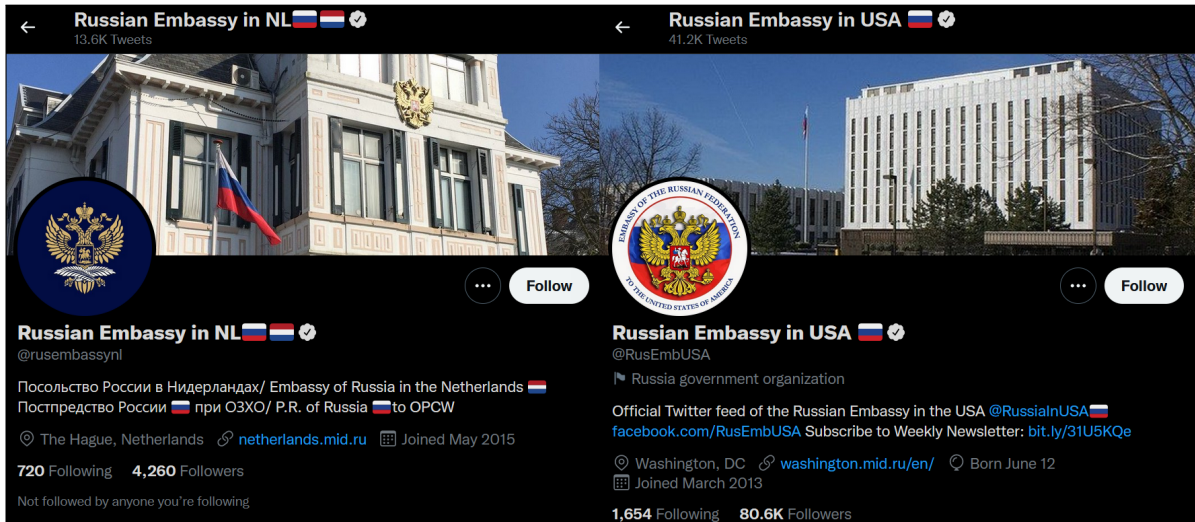 Russian Embassy in NL🇷🇺🇳🇱
13.6K Tweets
Follow
Russian Embassy in NL🇷🇺🇳🇱
@rusembassynl
Посольство России в Нидерландах/ Embassy of Russia in the Netherlands 🇳🇱
Постпредство России 🇷🇺 при ОЗХО/ P.R. of Russia 🇷🇺to OPCW
The Hague, Netherlands netherlands.mid.ru Joined May 2015
720 Following 4,260 Followers
Not followed by anyone you're following
Russian Embassy in USA 🇷🇺
41.2K Tweets
EMBASSY OF THE RUSSIAN FEDERATION
TO THE UNITED STATES OF AMERICA
Follow
Russian Embassy in USA 🇷🇺
@RusEmbUSA
Russia government organization
Official Twitter feed of the Russian Embassy in the USA @RussiaInUSA🇷🇺
facebook.com/RusEmbUSA Subscribe to Weekly Newsletter: bit.ly/31U5KQe
Washington, DC washington.mid.ru/en/ Born June 12
Joined March 2013
1,654 Following 80.6K Followers